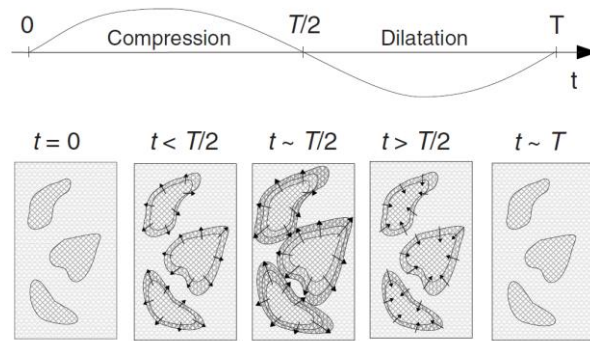 0 T/2 T
Compression Dilatation
t
t = 0 t < T/2 t ~ T/2 t > T/2 t ~ T